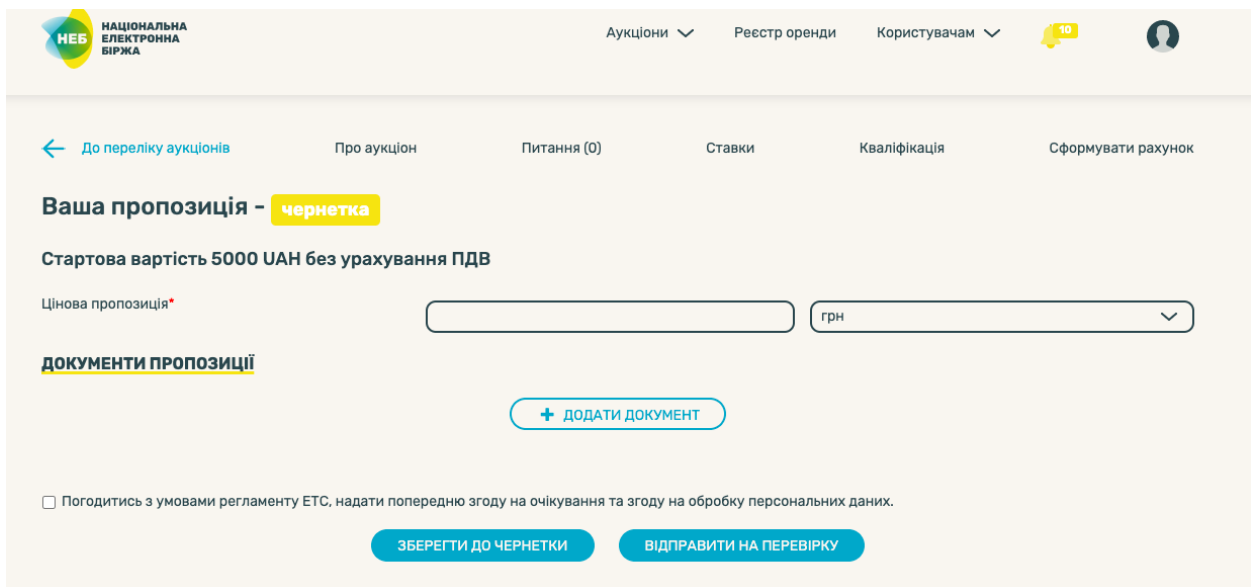 НЕБ
НАЦІОНАЛЬНА
ЕЛЕКТРОННА
БІРЖА
Аукціони
Реєстр оренди
Користувачам
10
До переліку аукціонів
Про аукціон
Питання (0)
Ставки
Кваліфікація
Сформувати рахунок
Ваша пропозиція - чернетка
Стартова вартість 5000 UAH без урахування ПДВ
Цінова пропозиція*
грн
ДОКУМЕНТИ ПРОПОЗИЦІЇ
+ ДОДАТИ ДОКУМЕНТ
Погодитись з умовами регламенту ЕТС, надати попередню згоду на очікування та згоду на обробку персональних даних.
ЗБЕРЕГТИ ДО ЧЕРНЕТКИ
ВІДПРАВИТИ НА ПЕРЕВІРКУ